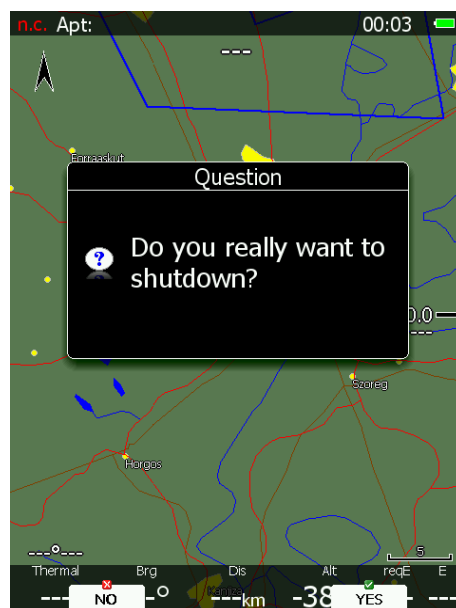 n.c. Apt: 00:03
---
Forraaskut
Question
Do you really want to
shutdown?
0.0
---
Szoreg
Horgos
---° 5
Thermal Brg Dis Alt reqE E
NO ---° ---km -38 YES ---